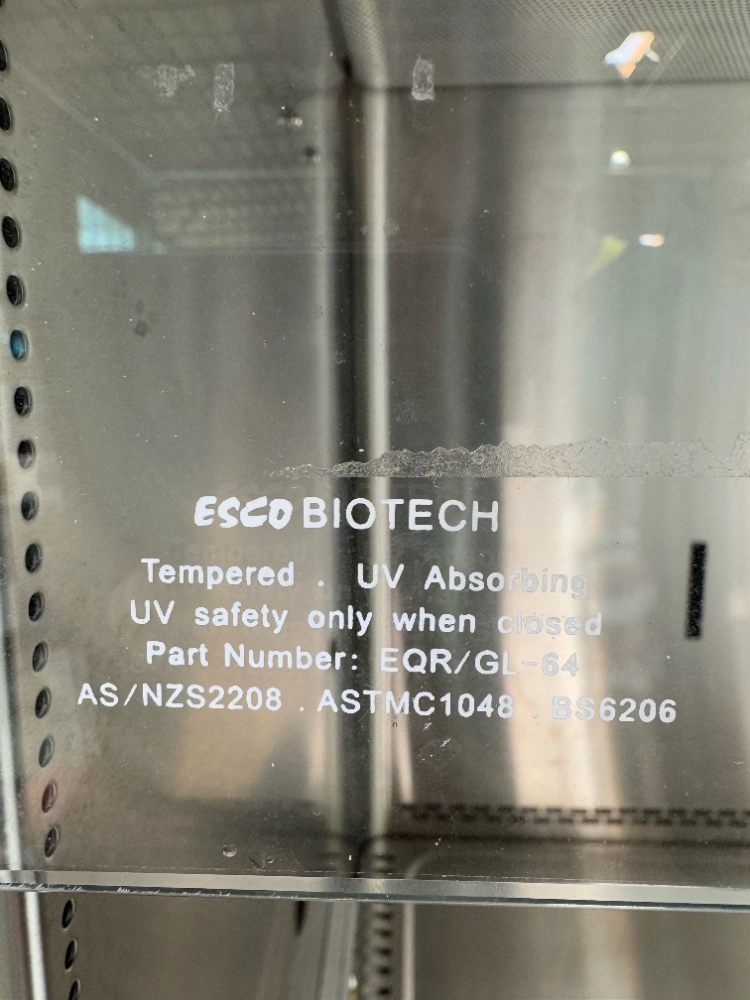 ESCO BIOTECH
Tempered . UV Absorbing
UV safety only when closed
Part Number: EQR/GL-64
AS/NZS2208 . ASTMC1048 . BS6206